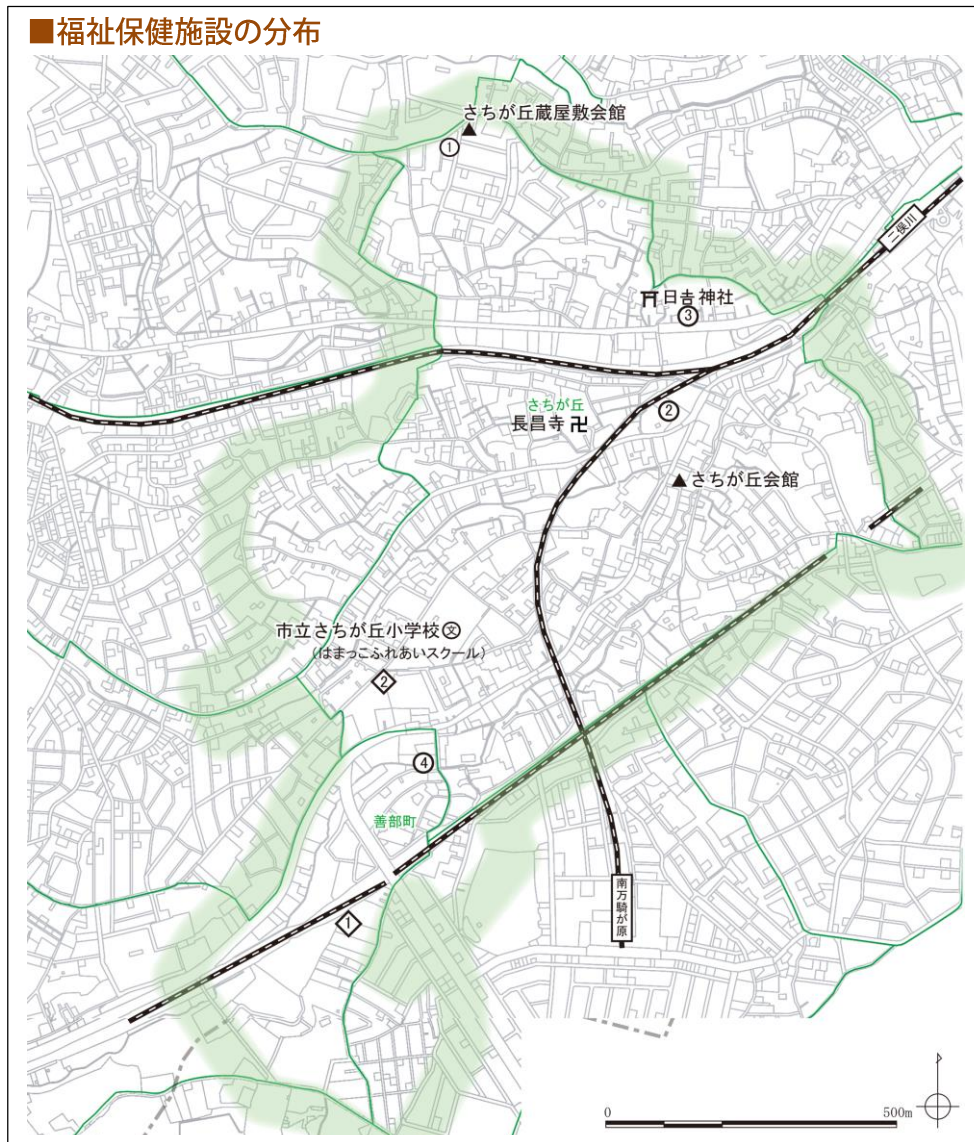 ■福祉保健施設の分布
さちが丘蔵屋敷会館
▲
①
二俣川
日吉神社
③
②
さちが丘
長昌寺 卍
▲さちが丘会館
市立さちが丘小学校 文
(はまっこふれあいスクール)
2
④
善部町
1
南万騎が原
0 500m